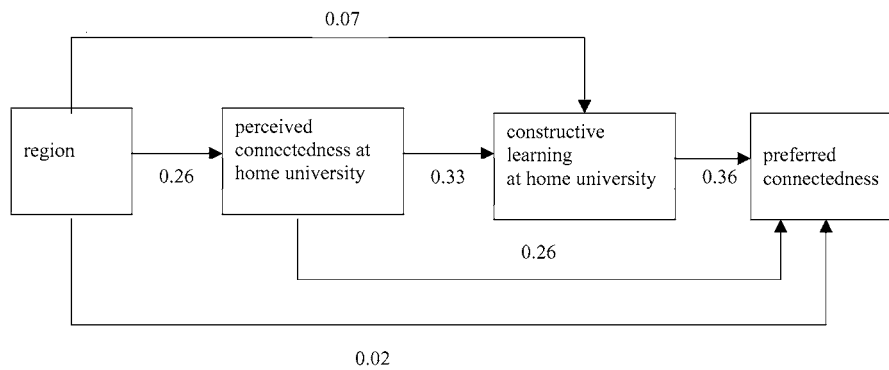 0.07
region
0.26
perceived
connectedness at
home university
0.33
constructive
learning
at home university
0.36
preferred
connectedness
0.26
0.02